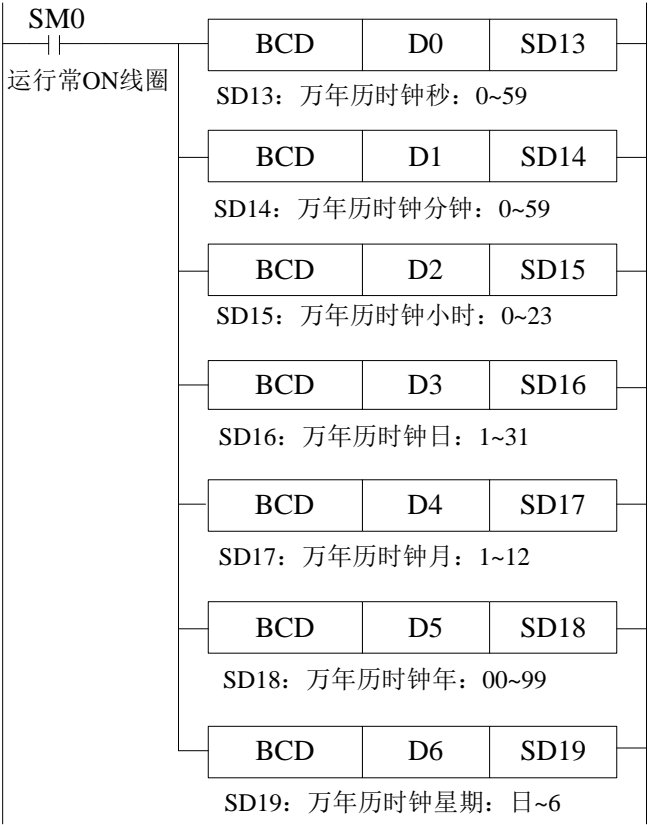 SM0
运行常ON线圈
BCD D0 SD13
SD13：万年历时钟秒：0~59
BCD D1 SD14
SD14：万年历时钟分钟：0~59
BCD D2 SD15
SD15：万年历时钟小时：0~23
BCD D3 SD16
SD16：万年历时钟日：1~31
BCD D4 SD17
SD17：万年历时钟月：1~12
BCD D5 SD18
SD18：万年历时钟年：00~99
BCD D6 SD19
SD19：万年历时钟星期：日~6